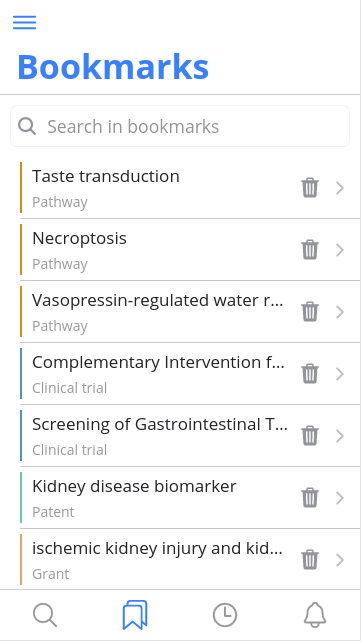 Bookmarks
Search in bookmarks
Taste transduction
Pathway
Necroptosis
Pathway
Vasopressin-regulated water r...
Pathway
Complementary Intervention f...
Clinical trial
Screening of Gastrointestinal T...
Clinical trial
Kidney disease biomarker
Patent
ischemic kidney injury and kid...
Grant